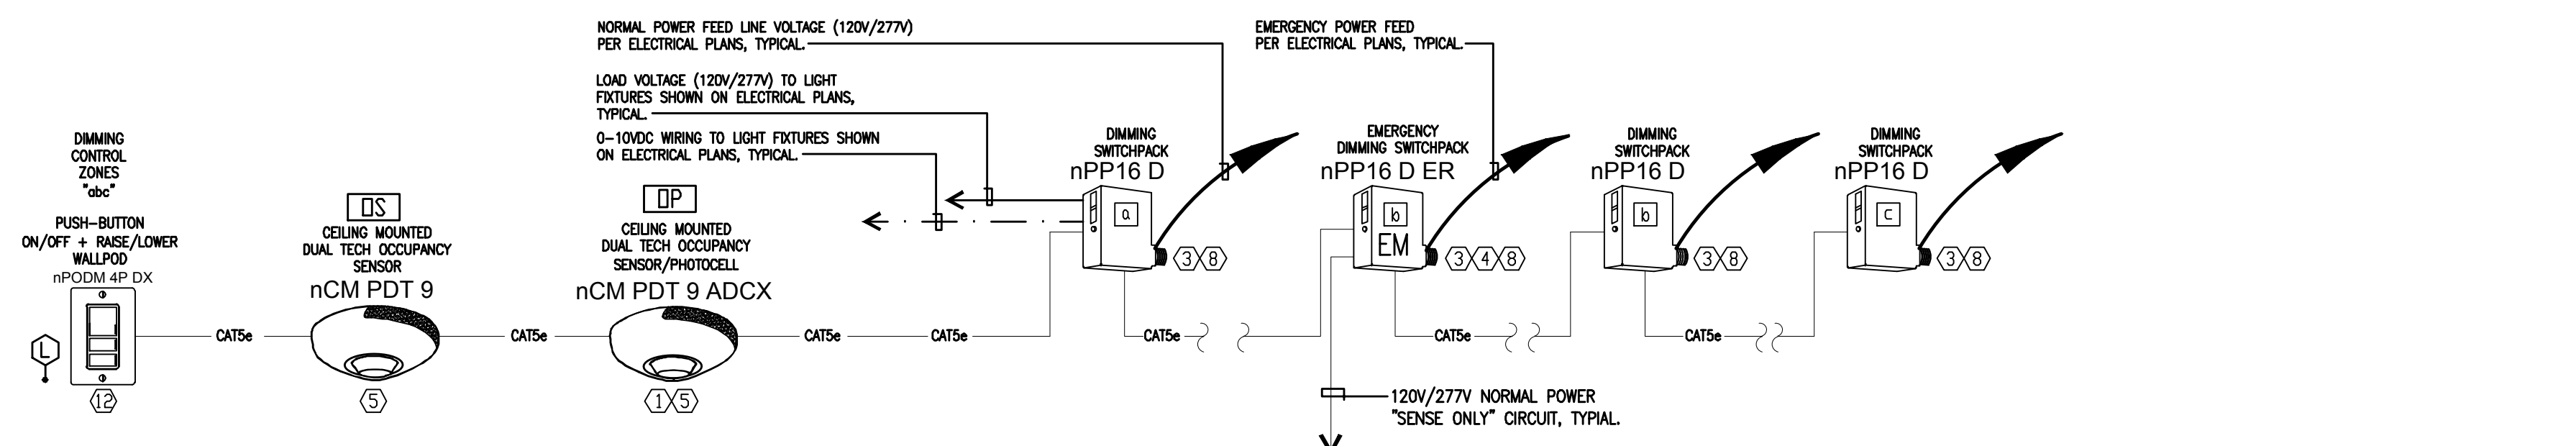 NORMAL POWER FEED LINE VOLTAGE (120V/277V)
PER ELECTRICAL PLANS, TYPICAL.
EMERGENCY POWER FEED
PER ELECTRICAL PLANS, TYPICAL.
LOAD VOLTAGE (120V/277V) TO LIGHT
FIXTURES SHOWN ON ELECTRICAL PLANS,
TYPICAL.
0-10VDC WIRING TO LIGHT FIXTURES SHOWN
ON ELECTRICAL PLANS, TYPICAL.
DIMMING
CONTROL
ZONES
"abc"
PUSH-BUTTON
ON/OFF + RAISE/LOWER
WALLPOD
nPODM 4P DX
L
12
OS
CEILING MOUNTED
DUAL TECH OCCUPANCY
SENSOR
nCM PDT 9
5
OP
CEILING MOUNTED
DUAL TECH OCCUPANCY
SENSOR/PHOTOCELL
nCM PDT 9 ADCX
1 5
DIMMING
SWITCHPACK
nPP16 D
a
3 8
EMERGENCY
DIMMING SWITCHPACK
nPP16 D ER
b
EM
3 4 8
DIMMING
SWITCHPACK
nPP16 D
b
3 8
DIMMING
SWITCHPACK
nPP16 D
c
3 8
CAT5e
CAT5e
CAT5e
CAT5e
CAT5e
CAT5e
CAT5e
120V/277V NORMAL POWER
"SENSE ONLY" CIRCUIT, TYPIAL.